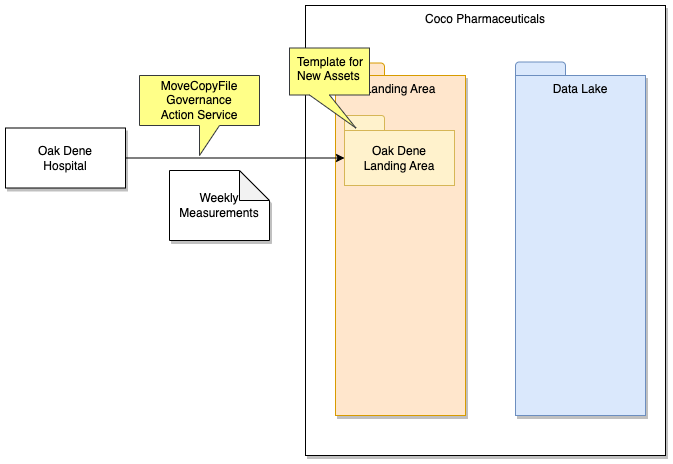 Coco Pharmaceuticals
Template for
New Assets
MoveCopyFile
Governance
Action Service
Landing Area
Data Lake
Oak Dene
Hospital
Oak Dene
Landing Area
Weekly
Measurements